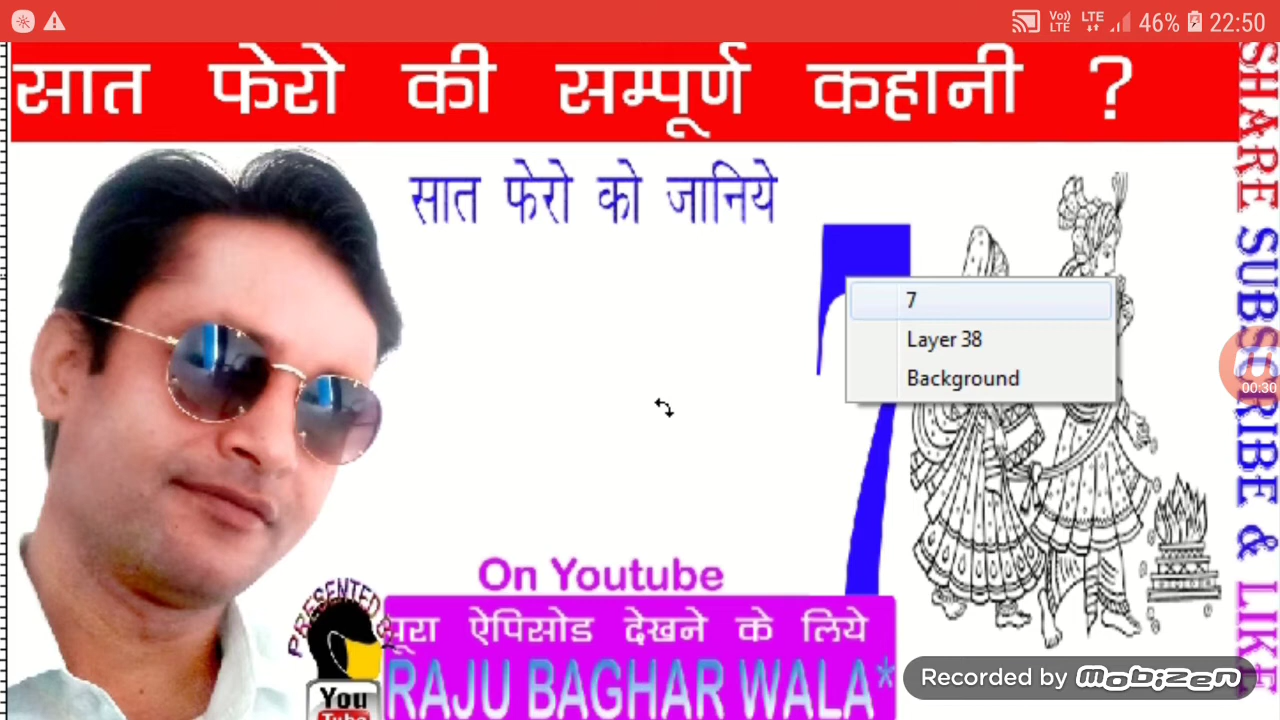 46% 22:50
सात फेरो की सम्पूर्ण कहानी ?
सात फेरो को जानिये
7
Layer 38
Background
00:30
SHARE SUBSCRIBE & LIKE
On Youtube
PRESENTED
पूरा ऐपिसोड देखने के लिये
RAJU BAGHAR WALA*
You
Tube
Recorded by mobizen